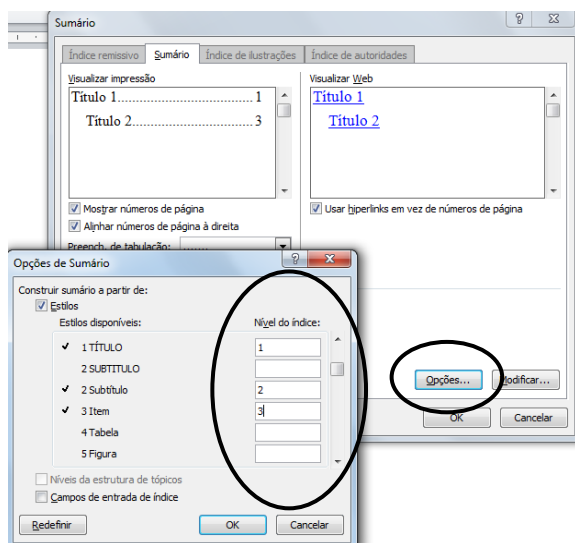 Sumário
Índice remissivo Sumário Índice de ilustrações Índice de autoridades
Visualizar impressão Visualizar Web
Título 1................................ 1 Título 1
Título 2............................ 3 Título 2
Mostrar números de página Usar hiperlinks em vez de números de página
Alinhar números de página à direita
Preench. de tabulação: .......
Opções... Modificar...
OK Cancelar
Opções de Sumário
Construir sumário a partir de:
Estilos
Estilos disponíveis: Nível do índice:
1 TÍTULO 1
2 SUBTITULO
2 Subtítulo 2
3 Item 3
4 Tabela
5 Figura
Níveis da estrutura de tópicos
Campos de entrada de índice
Redefinir OK Cancelar